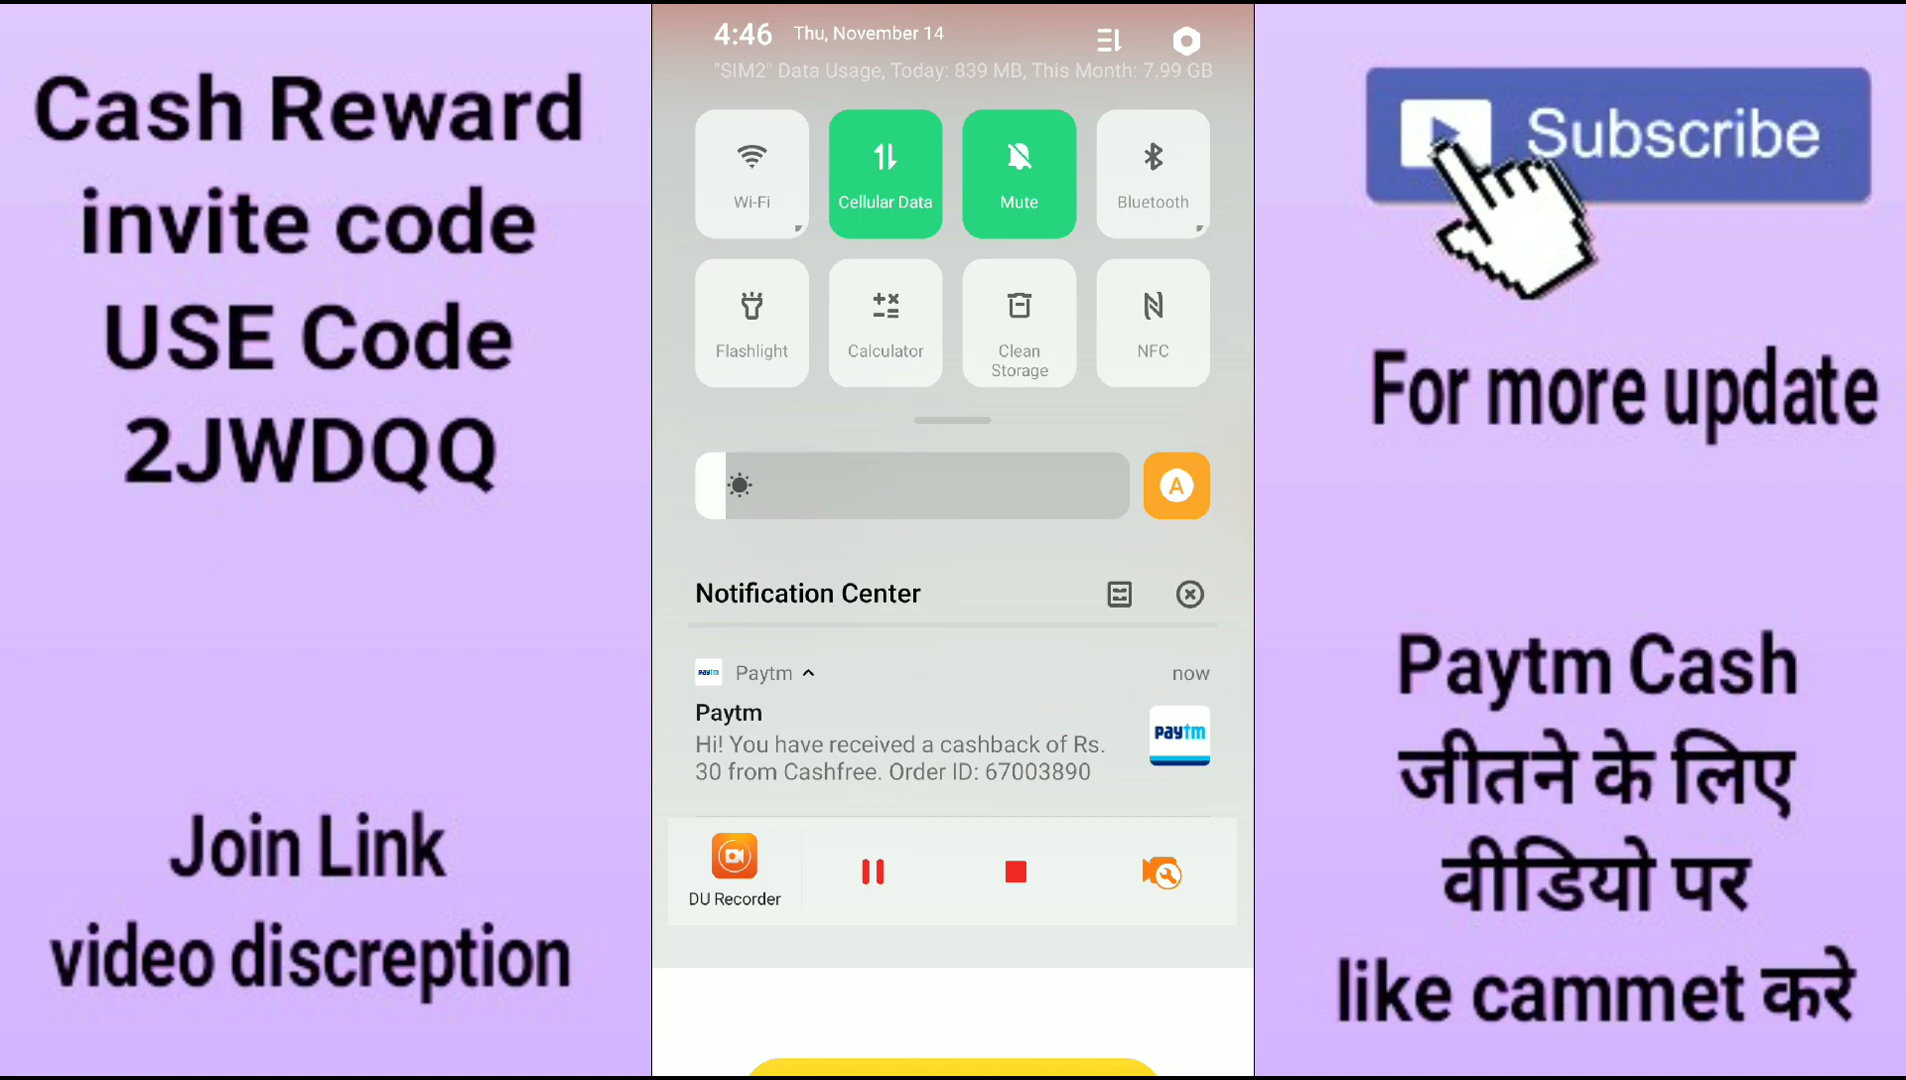 Cash Reward
invite code
USE Code
2JWDQQ
Join Link
video discreption
4:46 Thu, November 14
"SIM2" Data Usage, Today: 839 MB, This Month: 7.99 GB
Wi-Fi
Cellular Data
Mute
Bluetooth
Flashlight
Calculator
Clean
Storage
NFC
A
Notification Center
Paytm now
Paytm
Hi! You have received a cashback of Rs.
30 from Cashfree. Order ID: 67003890
paytm
DU Recorder
Subscribe
For more update
Paytm Cash
जीतने के लिए
वीडियो पर
like cammet करे